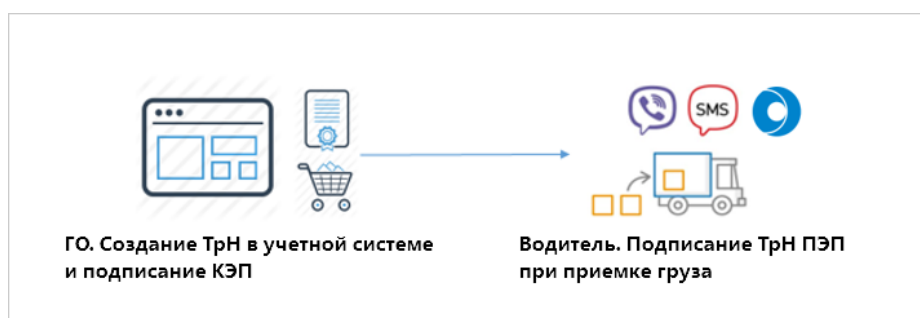 SMS
ГО. Создание ТрН в учетной системе
и подписание КЭП
Водитель. Подписание ТрН ПЭП
при приемке груза